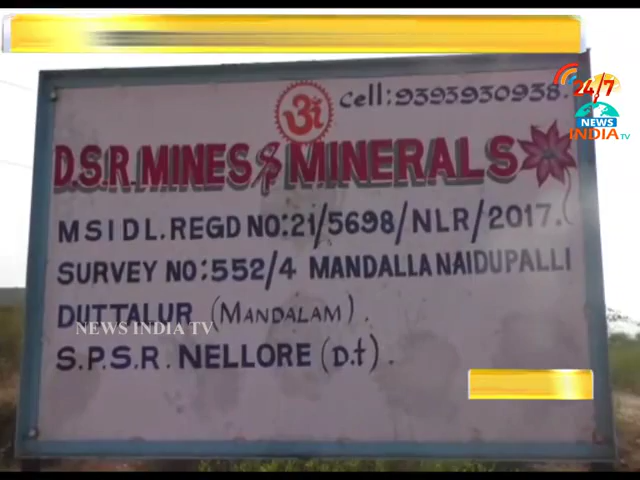 24/7
NEWS
INDIA TV
ॐ
Cell:9393930938.
D.S.R. MINES & MINERALS
MSIDL.REGD NO:21/5698/NLR/2017.
SURVEY NO:552/4 MANDALLA NAIDUPALLI
DUTTALUR (MANDALAM).
NEWS INDIA TV
S.P.S.R. NELLORE (D.t).